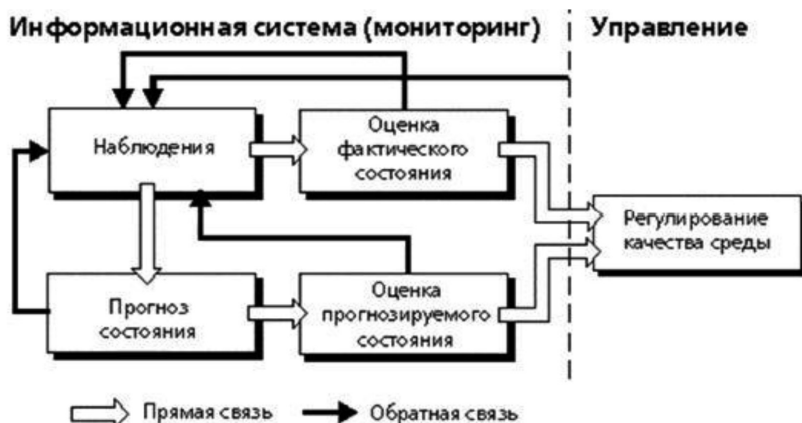 Информационная система (мониторинг)
Управление
Наблюдения
Оценка
фактического
состояния
Регулирование
качества среды
Прогноз
состояния
Оценка
прогнозируемого
состояния
Прямая связь
Обратная связь